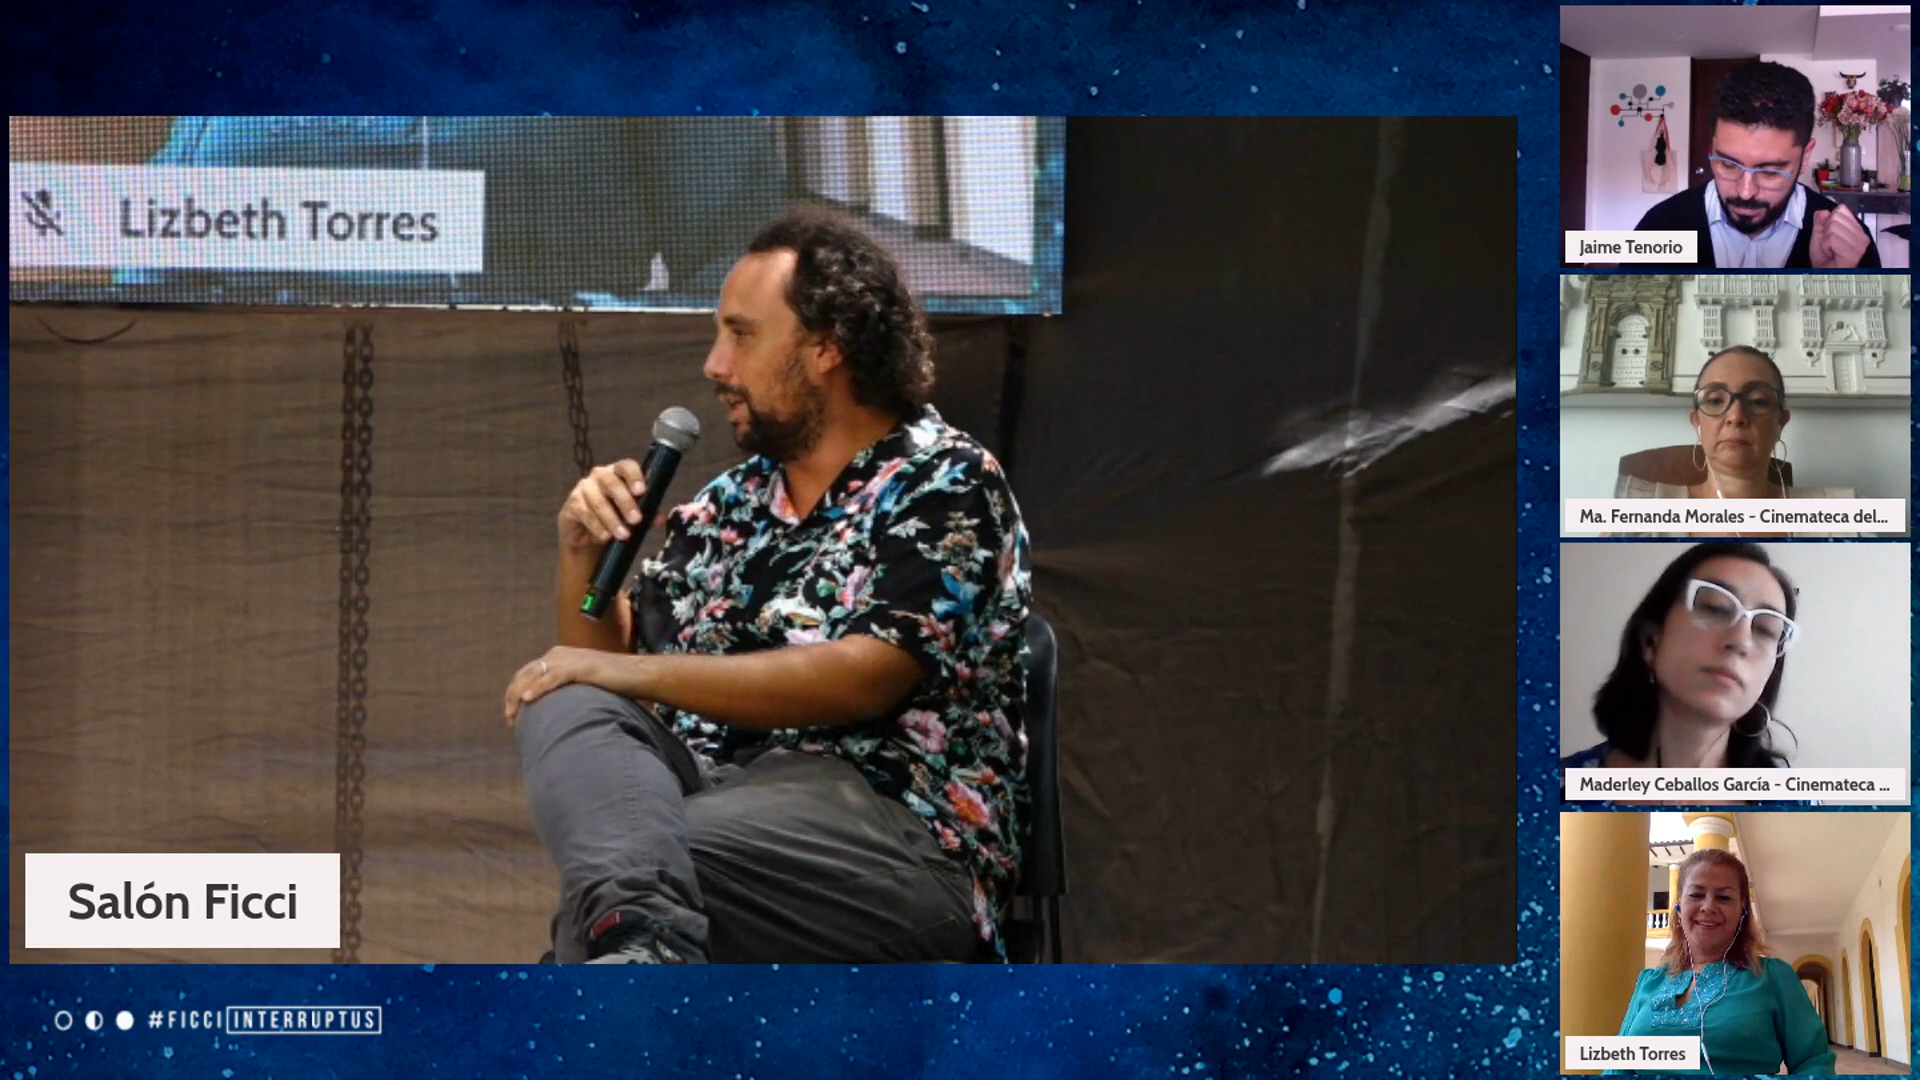 Lizbeth Torres
Salón Ficci
#FICCI INTERRUPTUS
Jaime Tenorio
Ma. Fernanda Morales - Cinemateca del...
Maderley Ceballos García - Cinemateca ...
Lizbeth Torres